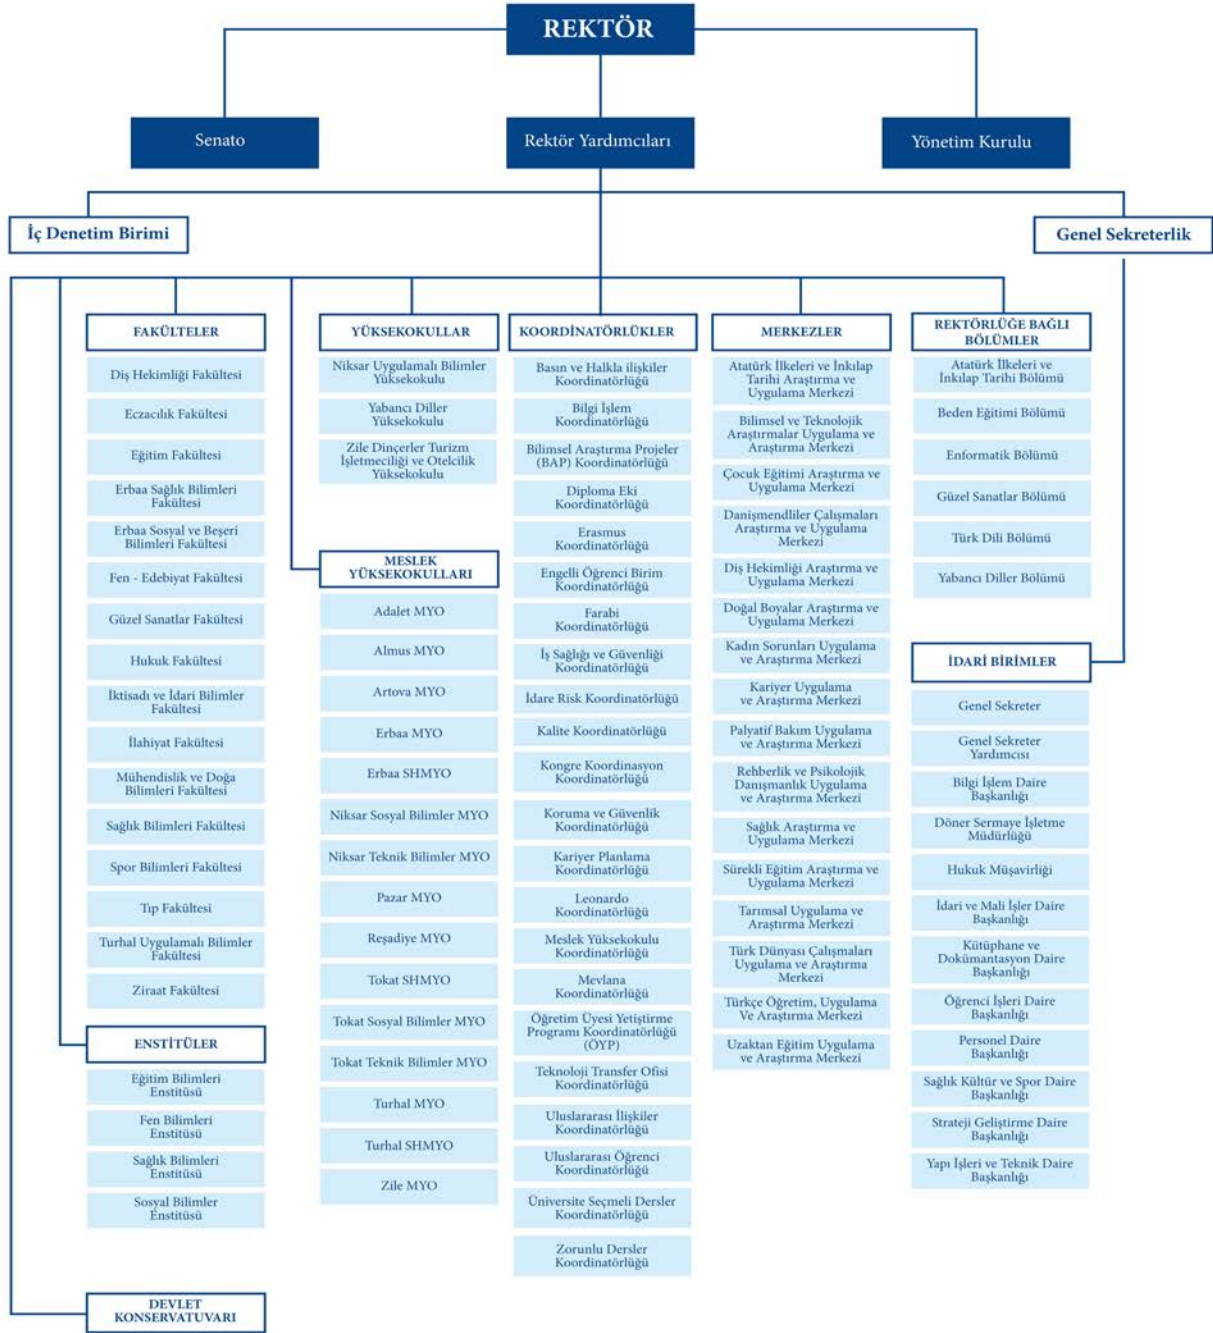 REKTÖR
Senato
Rektör Yardımcıları
Yönetim Kurulu
İç Denetim Birimi
Genel Sekreterlik
FAKÜLTELER
Diş Hekimliği Fakültesi
Eczacılık Fakültesi
Eğitim Fakültesi
Erbaa Sağlık Bilimleri
Fakültesi
Erbaa Sosyal ve Beşeri
Bilimleri Fakültesi
Fen - Edebiyat Fakültesi
Güzel Sanatlar Fakültesi
Hukuk Fakültesi
İktisadı ve İdari Bilimler
Fakültesi
İlahiyat Fakültesi
Mühendislik ve Doğa
Bilimleri Fakültesi
Sağlık Bilimleri Fakültesi
Spor Bilimleri Fakültesi
Tıp Fakültesi
Turhal Uygulamalı Bilimler
Fakültesi
Ziraat Fakültesi
ENSTİTÜLER
Eğitim Bilimleri
Enstitüsü
Fen Bilimleri
Enstitüsü
Sağlık Bilimleri
Enstitüsü
Sosyal Bilimler
Enstitüsü
DEVLET
KONSERVATUVARI
YÜKSEKOKULLAR
Niksar Uygulamalı Bilimler
Yüksekokulu
Yabancı Diller
Yüksekokulu
Zile Dinçerler Turizm
İşletmeciliği ve Otelcilik
Yüksekokulu
MESLEK
YÜKSEKOKULLARI
Adalet MYO
Almus MYO
Artova MYO
Erbaa MYO
Erbaa SHMYO
Niksar Sosyal Bilimler MYO
Niksar Teknik Bilimler MYO
Pazar MYO
Reşadiye MYO
Tokat SHMYO
Tokat Sosyal Bilimler MYO
Tokat Teknik Bilimler MYO
Turhal MYO
Turhal SHMYO
Zile MYO
KOORDİNATÖRLÜKLER
Basın ve Halkla ilişkiler
Koordinatörlüğü
Bilgi İşlem
Koordinatörlüğü
Bilimsel Araştırma Projeler
(BAP) Koordinatörlüğü
Diploma Eki
Koordinatörlüğü
Erasmus
Koordinatörlüğü
Engelli Öğrenci Birim
Koordinatörlüğü
Farabi
Koordinatörlüğü
İş Sağlığı ve Güvenliği
Koordinatörlüğü
İdare Risk Koordinatörlüğü
Kalite Koordinatörlüğü
Kongre Koordinasyon
Koordinatörlüğü
Koruma ve Güvenlik
Koordinatörlüğü
Kariyer Planlama
Koordinatörlüğü
Leonardo
Koordinatörlüğü
Meslek Yüksekokulu
Koordinatörlüğü
Mevlana
Koordinatörlüğü
Öğretim Üyesi Yetiştirme
Programı Koordinatörlüğü
(ÖYP)
Teknoloji Transfer Ofisi
Koordinatörlüğü
Uluslararası İlişkiler
Koordinatörlüğü
Uluslararası Öğrenci
Koordinatörlüğü
Üniversite Seçmeli Dersler
Koordinatörlüğü
Zorunlu Dersler
Koordinatörlüğü
MERKEZLER
Atatürk İlkeleri ve İnkılap
Tarihi Araştırma ve
Uygulama Merkezi
Bilimsel ve Teknolojik
Araştırmalar Uygulama ve
Araştırma Merkezi
Çocuk Eğitimi Araştırma ve
Uygulama Merkezi
Danişmendliler Çalışmaları
Araştırma ve Uygulama
Merkezi
Diş Hekimliği Araştırma ve
Uygulama Merkezi
Doğal Boyalar Araştırma ve
Uygulama Merkezi
Kadın Sorunları Uygulama
ve Araştırma Merkezi
Kariyer Uygulama
ve Araştırma Merkezi
Palyatif Bakım Uygulama
ve Araştırma Merkezi
Rehberlik ve Psikolojik
Danışmanlık Uygulama
ve Araştırma Merkezi
Sağlık Araştırma ve
Uygulama Merkezi
Sürekli Eğitim Araştırma ve
Uygulama Merkezi
Tarımsal Uygulama ve
Araştırma Merkezi
Türk Dünyası Çalışmaları
Uygulama ve Araştırma
Merkezi
Türkçe Öğretim, Uygulama
Ve Araştırma Merkezi
Uzaktan Eğitim Uygulama
ve Araştırma Merkezi
REKTÖRLÜĞE BAĞLI
BÖLÜMLER
Atatürk İlkeleri ve
İnkılap Tarihi Bölümü
Beden Eğitimi Bölümü
Enformatik Bölümü
Güzel Sanatlar Bölümü
Türk Dili Bölümü
Yabancı Diller Bölümü
İDARİ BİRİMLER
Genel Sekreter
Genel Sekreter
Yardımcısı
Bilgi İşlem Daire
Başkanlığı
Döner Sermaye İşletme
Müdürlüğü
Hukuk Müşavirliği
İdari ve Mali İşler Daire
Başkanlığı
Kütüphane ve
Dokümantasyon Daire
Başkanlığı
Öğrenci İşleri Daire
Başkanlığı
Personel Daire
Başkanlığı
Sağlık Kültür ve Spor Daire
Başkanlığı
Strateji Geliştirme Daire
Başkanlığı
Yapı İşleri ve Teknik Daire
Başkanlığı